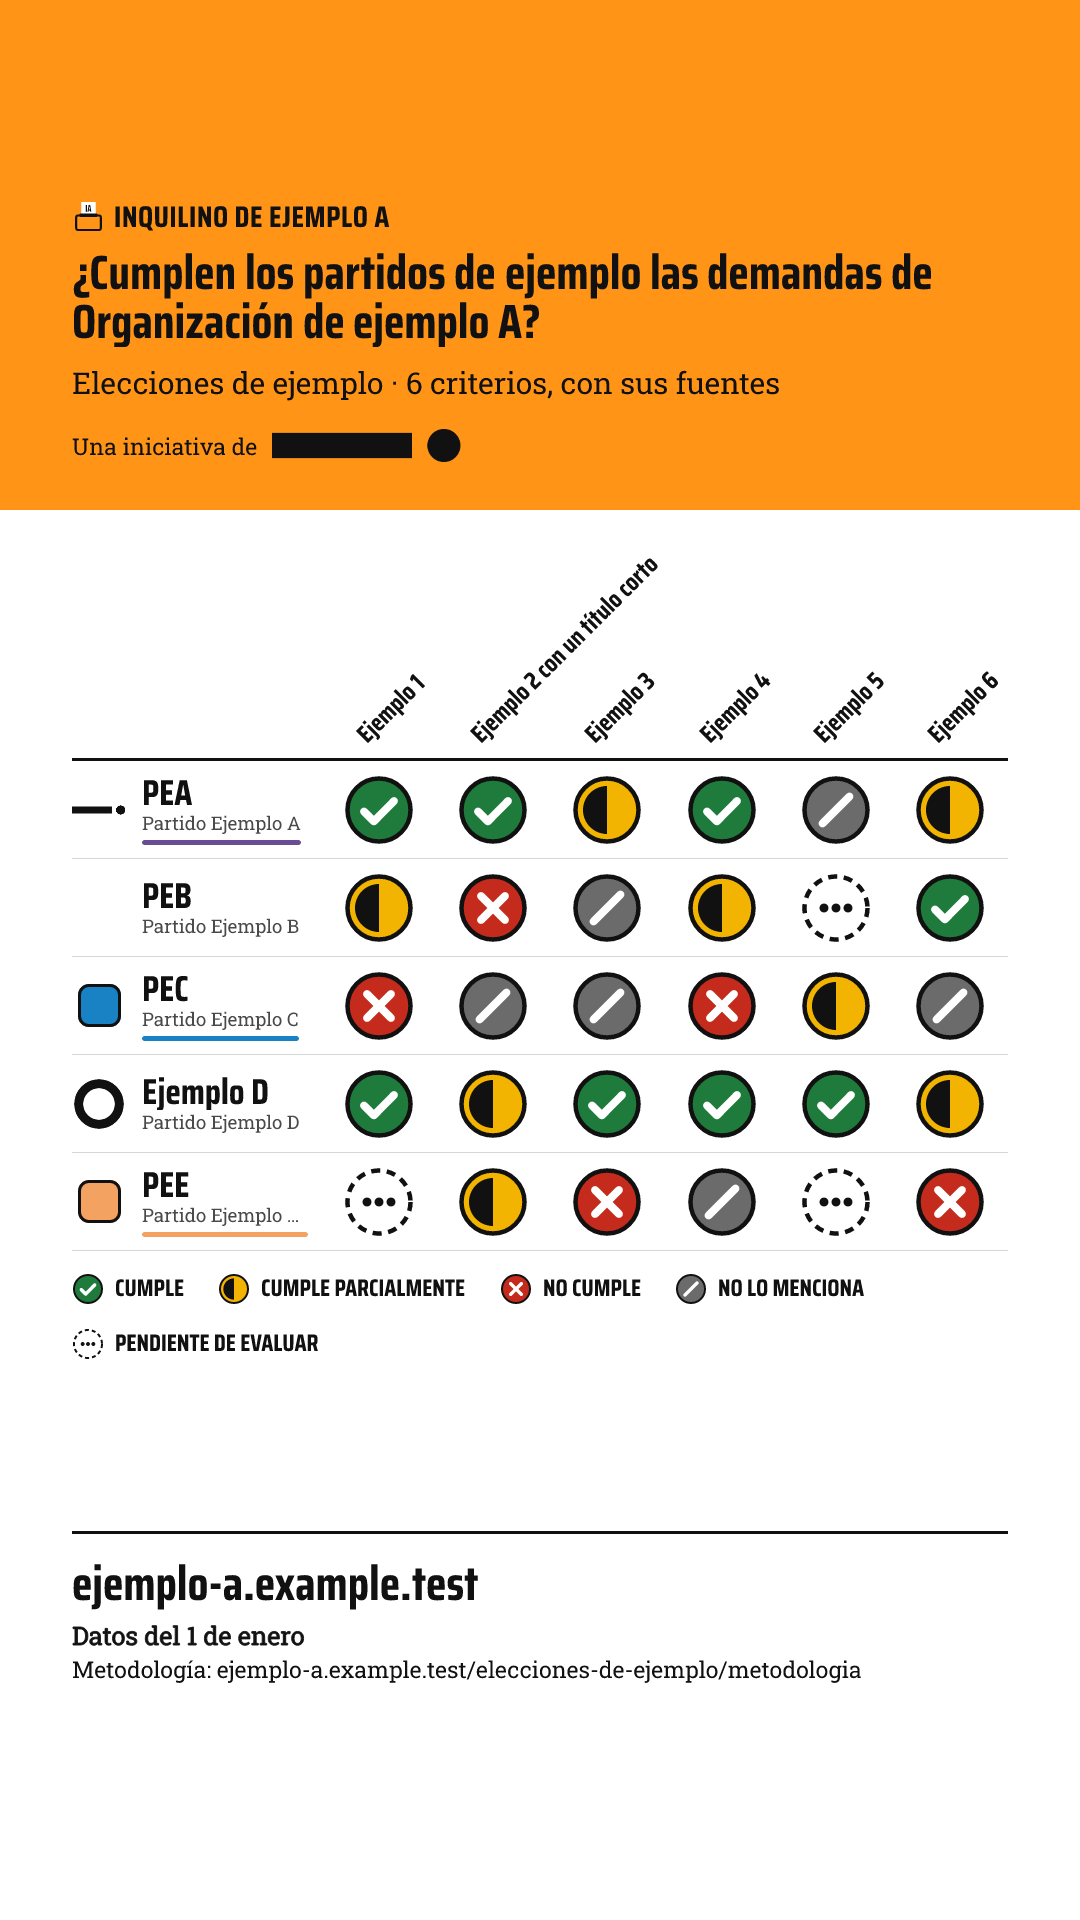 IA
INQUILINO DE EJEMPLO A
¿Cumplen los partidos de ejemplo las demandas de
Organización de ejemplo A?
Elecciones de ejemplo · 6 criterios, con sus fuentes
Una iniciativa de
Ejemplo 1
Ejemplo 2 con un título corto
Ejemplo 3
Ejemplo 4
Ejemplo 5
Ejemplo 6
PEA
Partido Ejemplo A
PEB
Partido Ejemplo B
PEC
Partido Ejemplo C
Ejemplo D
Partido Ejemplo D
PEE
Partido Ejemplo ...
CUMPLE
CUMPLE PARCIALMENTE
NO CUMPLE
NO LO MENCIONA
PENDIENTE DE EVALUAR
ejemplo-a.example.test
Datos del 1 de enero
Metodología: ejemplo-a.example.test/elecciones-de-ejemplo/metodologia